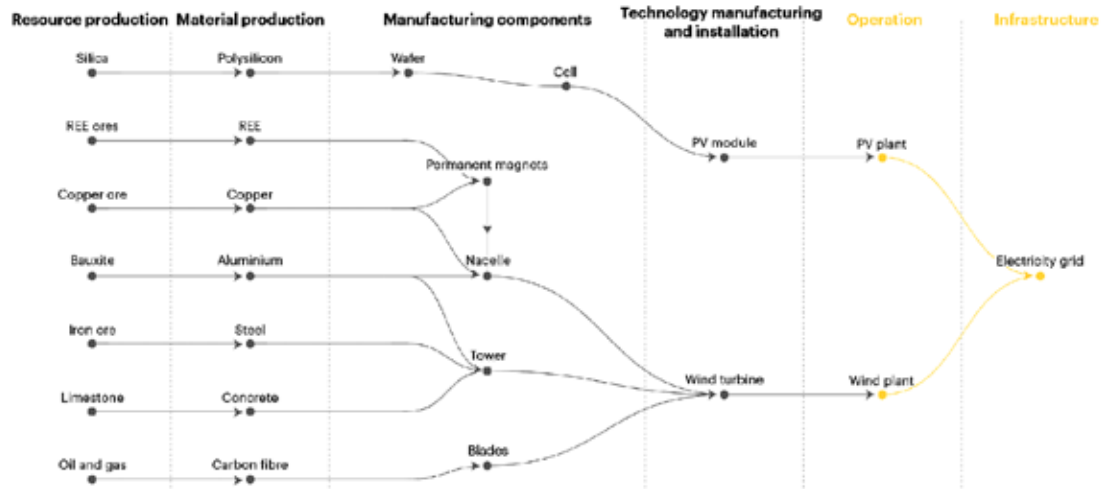 Resource production
Material production
Manufacturing components
Technology manufacturing
and installation
Operation
Infrastructure
Silica
Polysilicon
Wafer
Cell
REE ores
REE
Permanent magnets
PV module
PV plant
Copper ore
Copper
Bauxite
Aluminium
Nacelle
Electricity grid
Iron ore
Steel
Tower
Wind turbine
Wind plant
Limestone
Concrete
Blades
Oil and gas
Carbon fibre